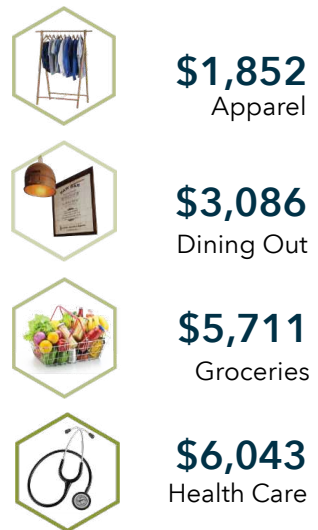 $1,852
Apparel
$3,086
Dining Out
$5,711
Groceries
$6,043
Health Care